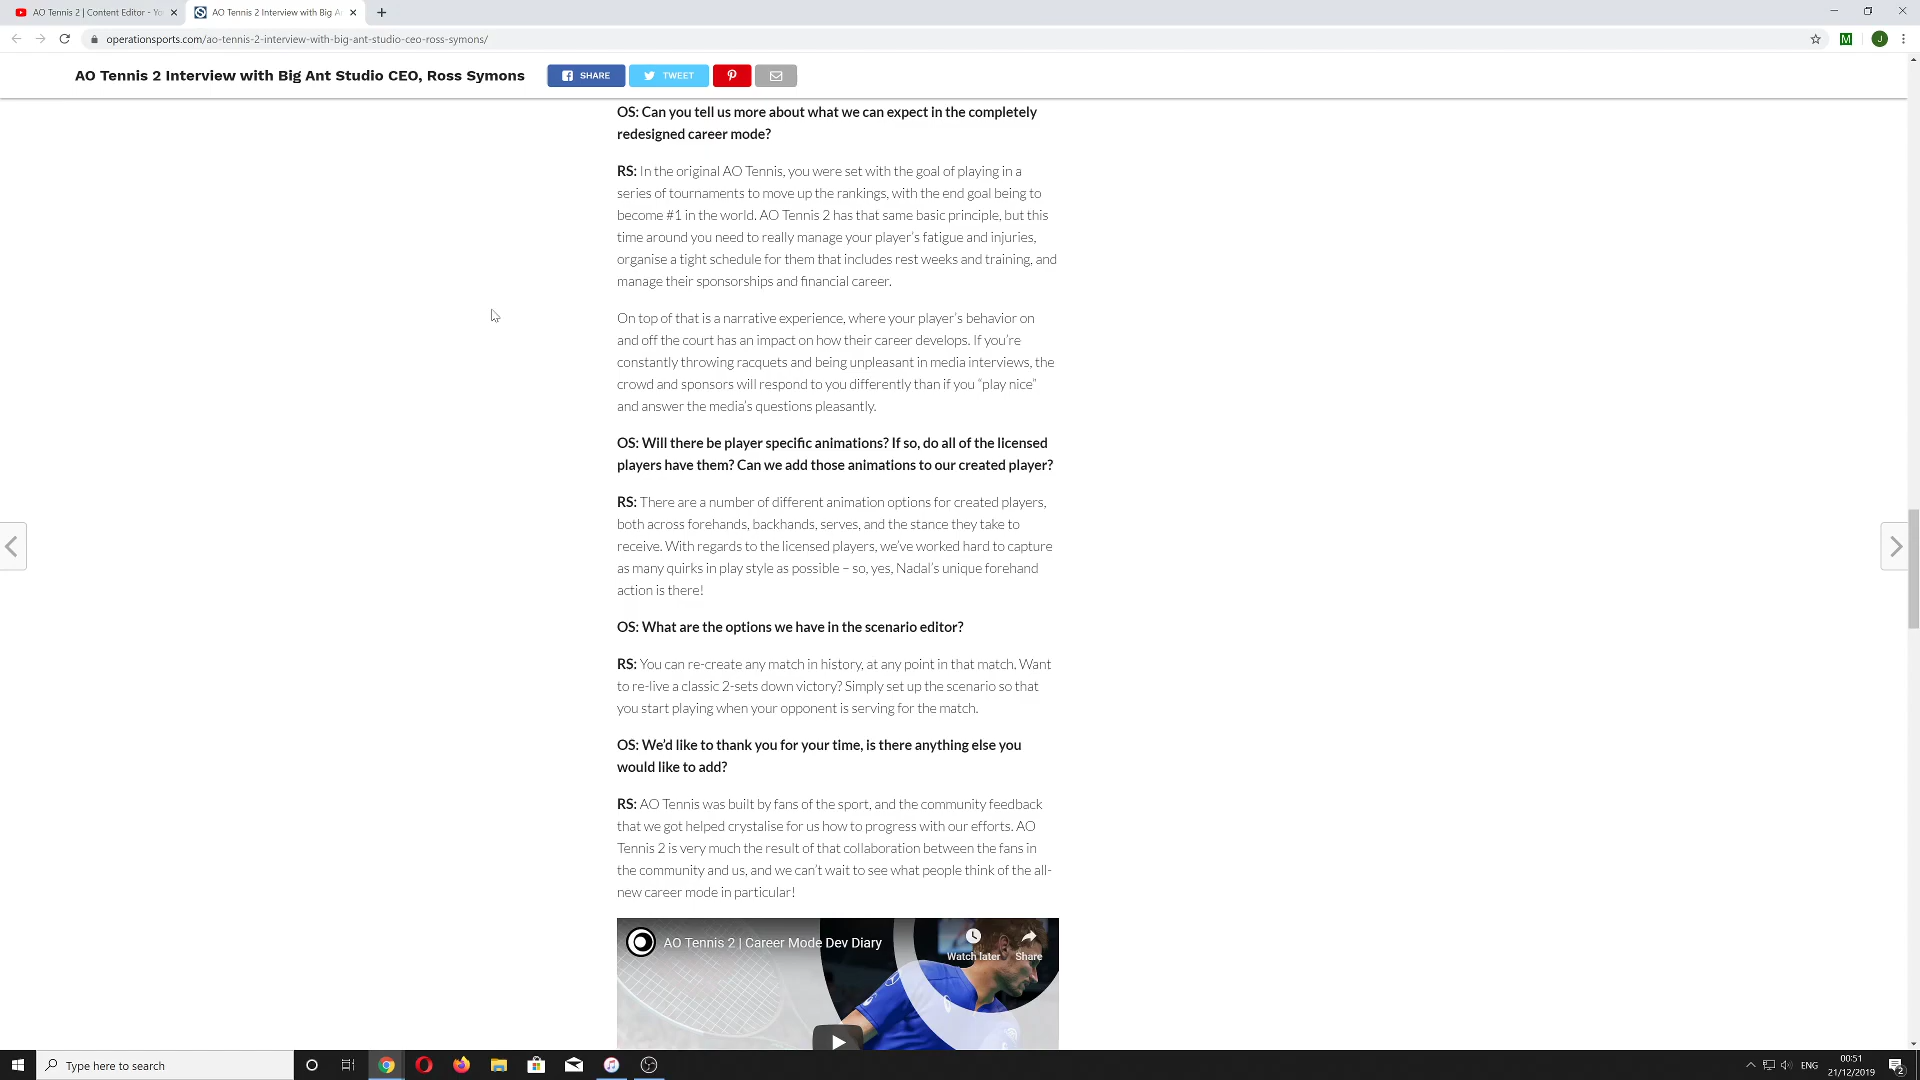 AO Tennis 2 | Content Editor - Yo
AO Tennis 2 Interview with Big A
operationsports.com/ao-tennis-2-interview-with-big-ant-studio-ceo-ross-symons/
M
J
AO Tennis 2 Interview with Big Ant Studio CEO, Ross Symons
SHARE
TWEET
OS: Can you tell us more about what we can expect in the completely
redesigned career mode?
RS: In the original AO Tennis, you were set with the goal of playing in a
series of tournaments to move up the rankings, with the end goal being to
become #1 in the world. AO Tennis 2 has that same basic principle, but this
time around you need to really manage your player's fatigue and injuries,
organise a tight schedule for them that includes rest weeks and training, and
manage their sponsorships and financial career.
On top of that is a narrative experience, where your player's behavior on
and off the court has an impact on how their career develops. If you're
constantly throwing racquets and being unpleasant in media interviews, the
crowd and sponsors will respond to you differently than if you “play nice”
and answer the media's questions pleasantly.
OS: Will there be player specific animations? If so, do all of the licensed
players have them? Can we add those animations to our created player?
RS: There are a number of different animation options for created players,
both across forehands, backhands, serves, and the stance they take to
receive. With regards to the licensed players, we've worked hard to capture
as many quirks in play style as possible – so, yes, Nadal's unique forehand
action is there!
OS: What are the options we have in the scenario editor?
RS: You can re-create any match in history, at any point in that match. Want
to re-live a classic 2-sets down victory? Simply set up the scenario so that
you start playing when your opponent is serving for the match.
OS: We'd like to thank you for your time, is there anything else you
would like to add?
RS: AO Tennis was built by fans of the sport, and the community feedback
that we got helped crystalise for us how to progress with our efforts. AO
Tennis 2 is very much the result of that collaboration between the fans in
the community and us, and we can't wait to see what people think of the all-
new career mode in particular!
AO Tennis 2 | Career Mode Dev Diary
Watch later
Share
Type here to search
ENG
00:51
21/12/2019
2